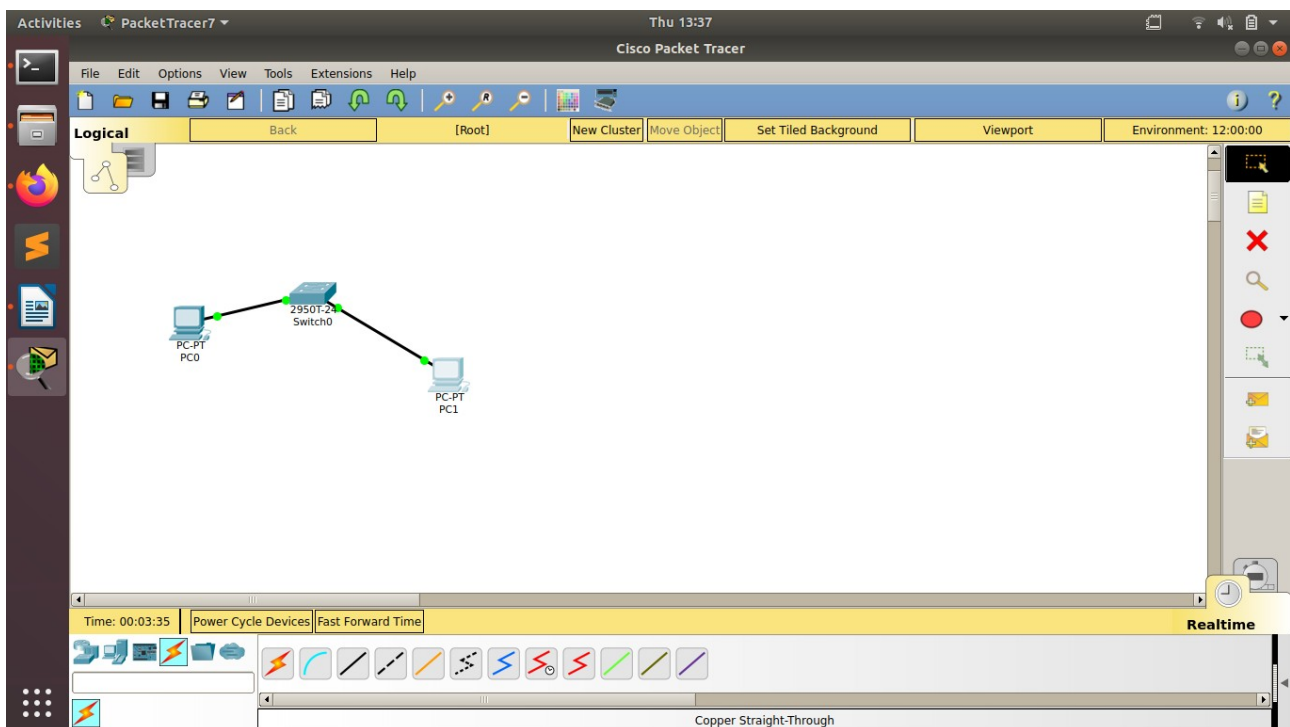 Activities PacketTracer7 Thu 13:37
Cisco Packet Tracer
File Edit Options View Tools Extensions Help
Logical Back [Root] New Cluster Move Object Set Tiled Background Viewport Environment: 12:00:00
2950T-24
Switch0
PC-PT
PC0
PC-PT
PC1
Time: 00:03:35 Power Cycle Devices Fast Forward Time Realtime
Copper Straight-Through